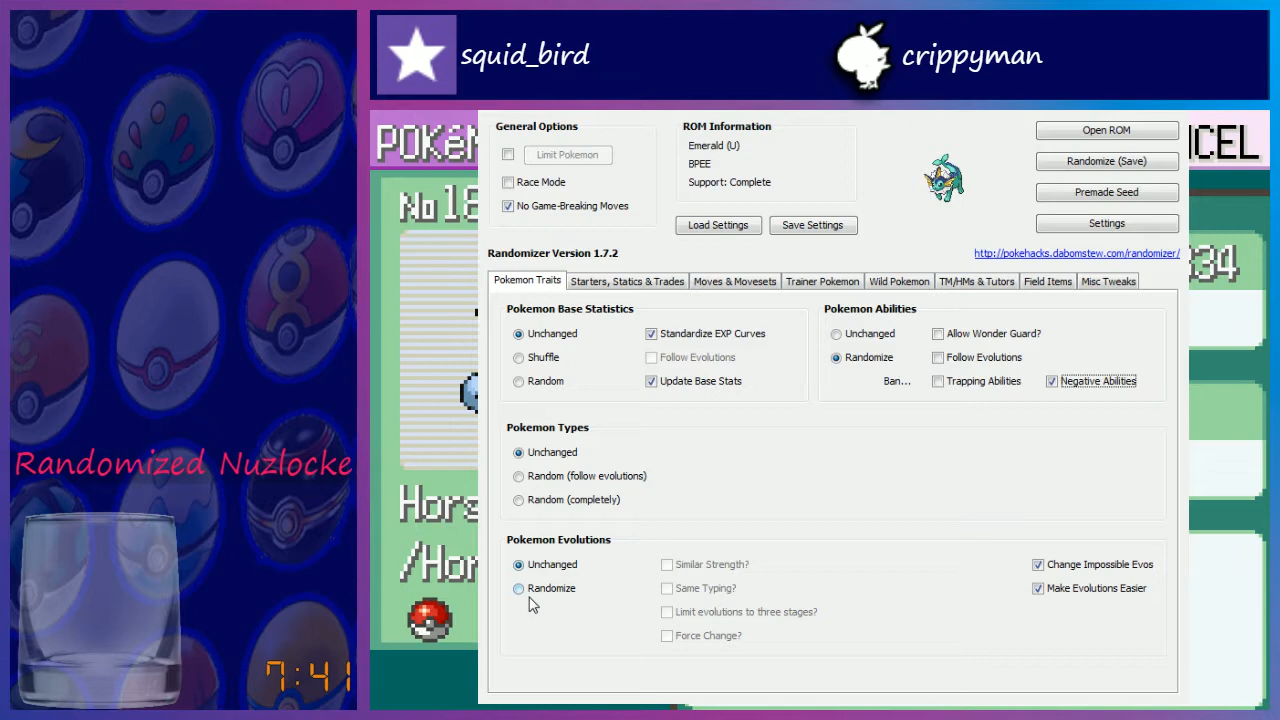 squid_bird
crippyman
POKéM
NCEL
No18
234
Hors
/Hor
Randomized Nuzlocke
7:41
General Options
Limit Pokemon
Race Mode
No Game-Breaking Moves
ROM Information
Emerald (U)
BPEE
Support: Complete
Open ROM
Randomize (Save)
Premade Seed
Settings
Load Settings
Save Settings
Randomizer Version 1.7.2
http://pokehacks.dabomstew.com/randomizer/
Pokemon Traits
Starters, Statics & Trades
Moves & Movesets
Trainer Pokemon
Wild Pokemon
TM/HMs & Tutors
Field Items
Misc Tweaks
Pokemon Base Statistics
Unchanged
Standardize EXP Curves
Shuffle
Follow Evolutions
Random
Update Base Stats
Pokemon Abilities
Unchanged
Allow Wonder Guard?
Randomize
Follow Evolutions
Ban...
Trapping Abilities
Negative Abilities
Pokemon Types
Unchanged
Random (follow evolutions)
Random (completely)
Pokemon Evolutions
Unchanged
Similar Strength?
Change Impossible Evos
Randomize
Same Typing?
Make Evolutions Easier
Limit evolutions to three stages?
Force Change?